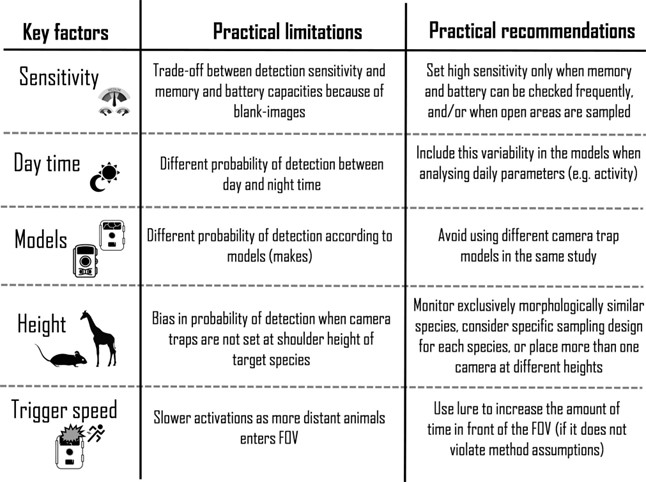 Key factors
Practical limitations
Practical recommendations
Sensitivity
Trade-off between detection sensitivity and
memory and battery capacities because of
blank-images
Set high sensitivity only when memory
and battery can be checked frequently,
and/or when open areas are sampled
Day time
Different probability of detection between
day and night time
Include this variability in the models when
analysing daily parameters (e.g. activity)
Models
Different probability of detection according to
models (makes)
Avoid using different camera trap
models in the same study
Height
Bias in probability of detection when camera
traps are not set at shoulder height of
target species
Monitor exclusively morphologically similar
species, consider specific sampling design
for each species, or place more than one
camera at different heights
Trigger speed
Slower activations as more distant animals
enters FOV
Use lure to increase the amount of
time in front of the FOV (if it does not
violate method assumptions)